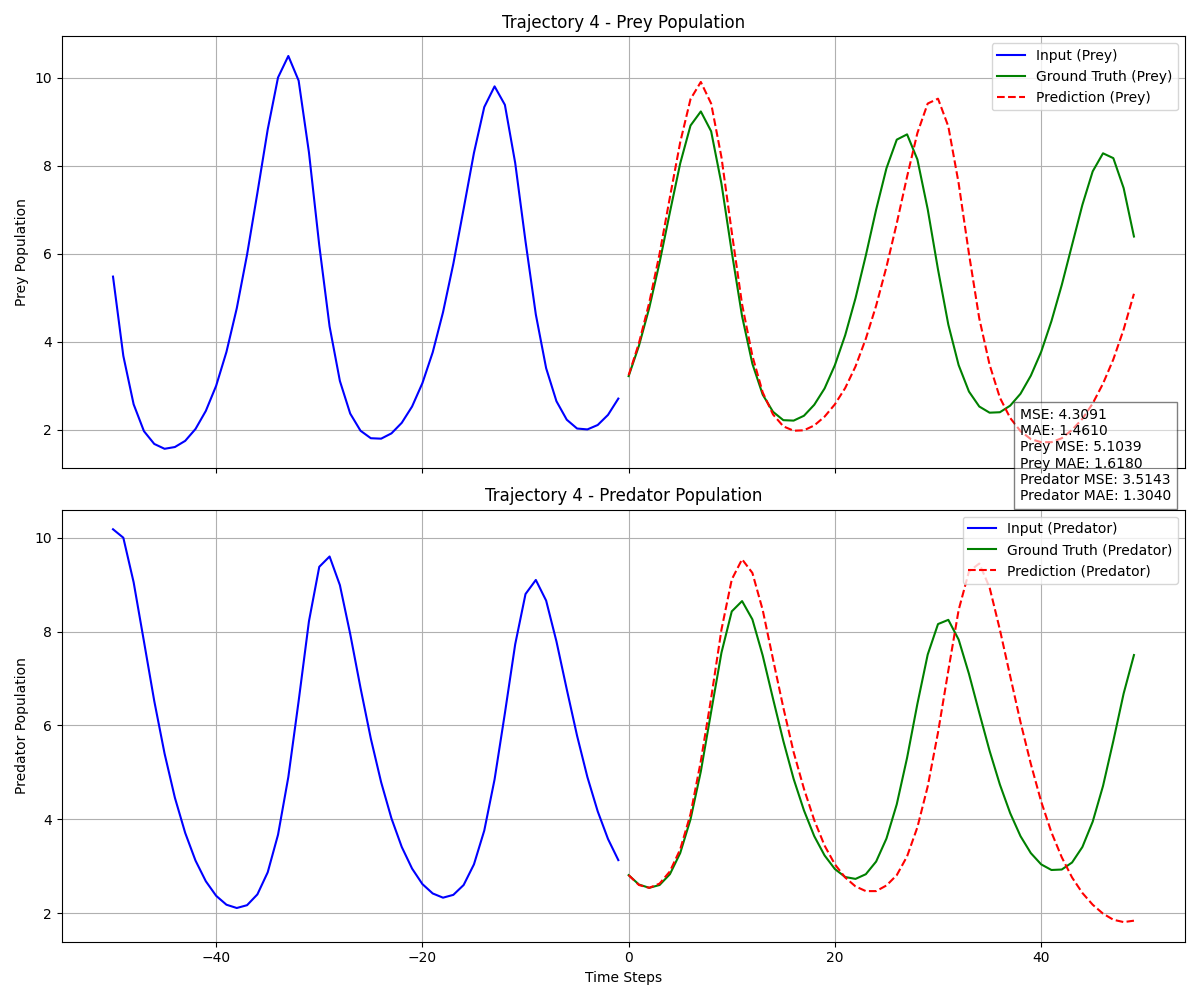 Trajectory 4 - Prey Population
Prey Population
10
8
6
4
2
Input (Prey)
Ground Truth (Prey)
Prediction (Prey)
MSE: 4.3091
MAE: 1.4610
Prey MSE: 5.1039
Prey MAE: 1.6180
Predator MSE: 3.5143
Predator MAE: 1.3040
Trajectory 4 - Predator Population
Predator Population
10
8
6
4
2
Input (Predator)
Ground Truth (Predator)
Prediction (Predator)
−40
−20
0
20
40
Time Steps